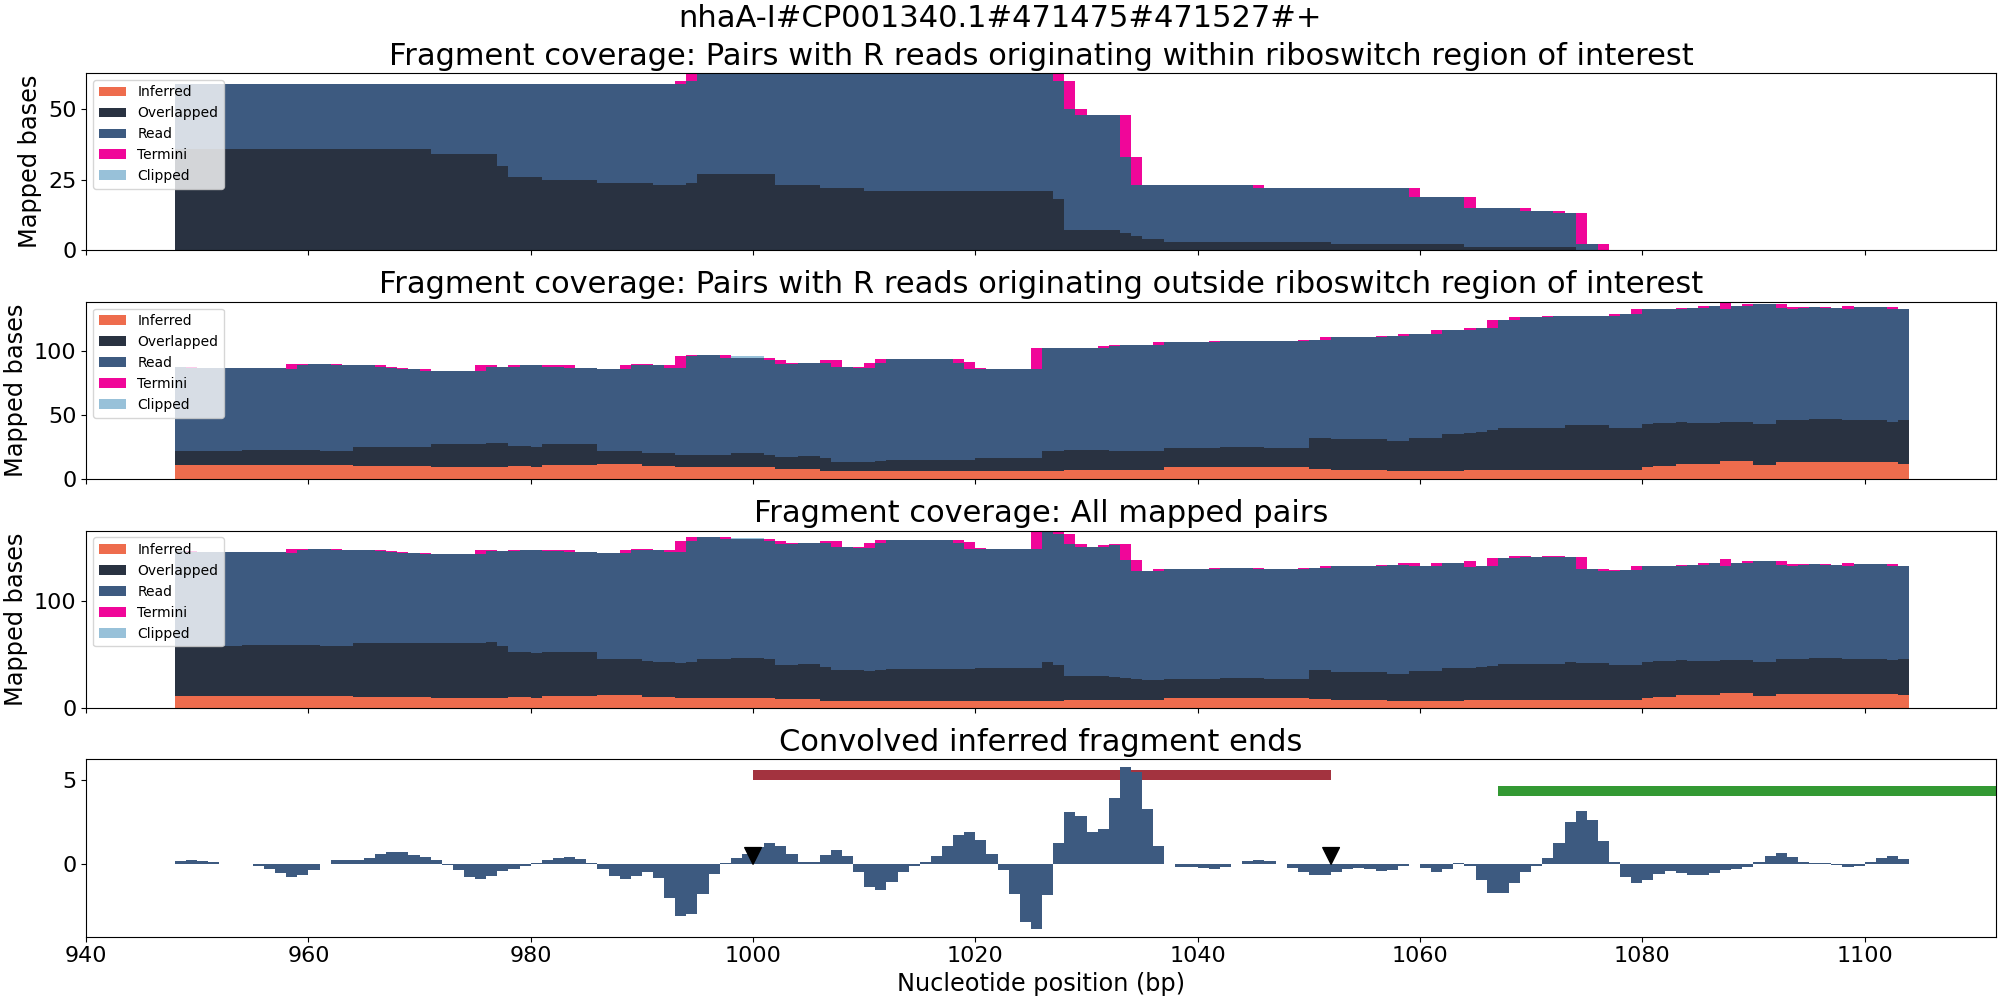 nhaA-I#CP001340.1#471475#471527#+
Fragment coverage: Pairs with R reads originating within riboswitch region of interest
Mapped bases
50
25
0
Inferred
Overlapped
Read
Termini
Clipped
Fragment coverage: Pairs with R reads originating outside riboswitch region of interest
Mapped bases
100
50
0
Inferred
Overlapped
Read
Termini
Clipped
Fragment coverage: All mapped pairs
Mapped bases
100
0
Inferred
Overlapped
Read
Termini
Clipped
Convolved inferred fragment ends
5
0
940 960 980 1000 1020 1040 1060 1080 1100
Nucleotide position (bp)